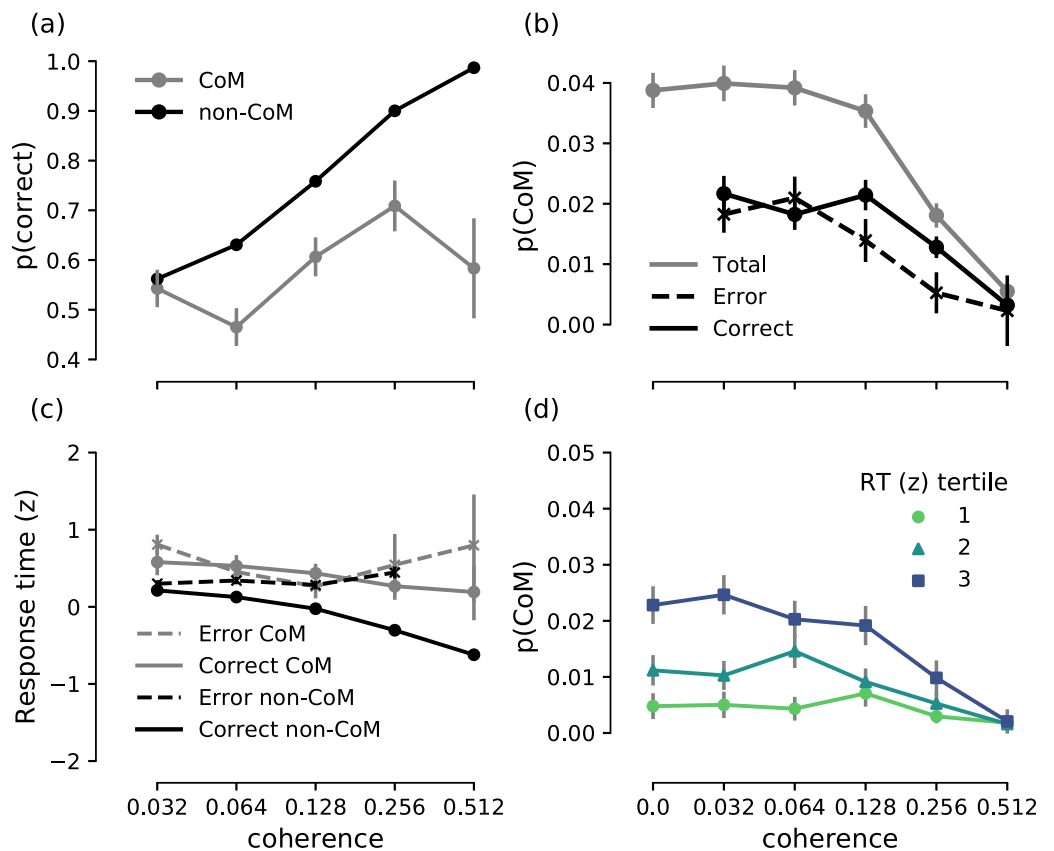 (a)
1.0
0.9
0.8
0.7
0.6
0.5
0.4
p(correct)
CoM
non-CoM
(b)
0.04
0.03
0.02
0.01
0.00
p(CoM)
Total
Error
Correct
(c)
2
1
0
−1
−2
Response time (z)
Error CoM
Correct CoM
Error non-CoM
Correct non-CoM
0.032 0.064 0.128 0.256 0.512
coherence
(d)
0.05
0.04
0.03
0.02
0.01
0.00
p(CoM)
RT (z) tertile
1
2
3
0.0 0.032 0.064 0.128 0.256 0.512
coherence